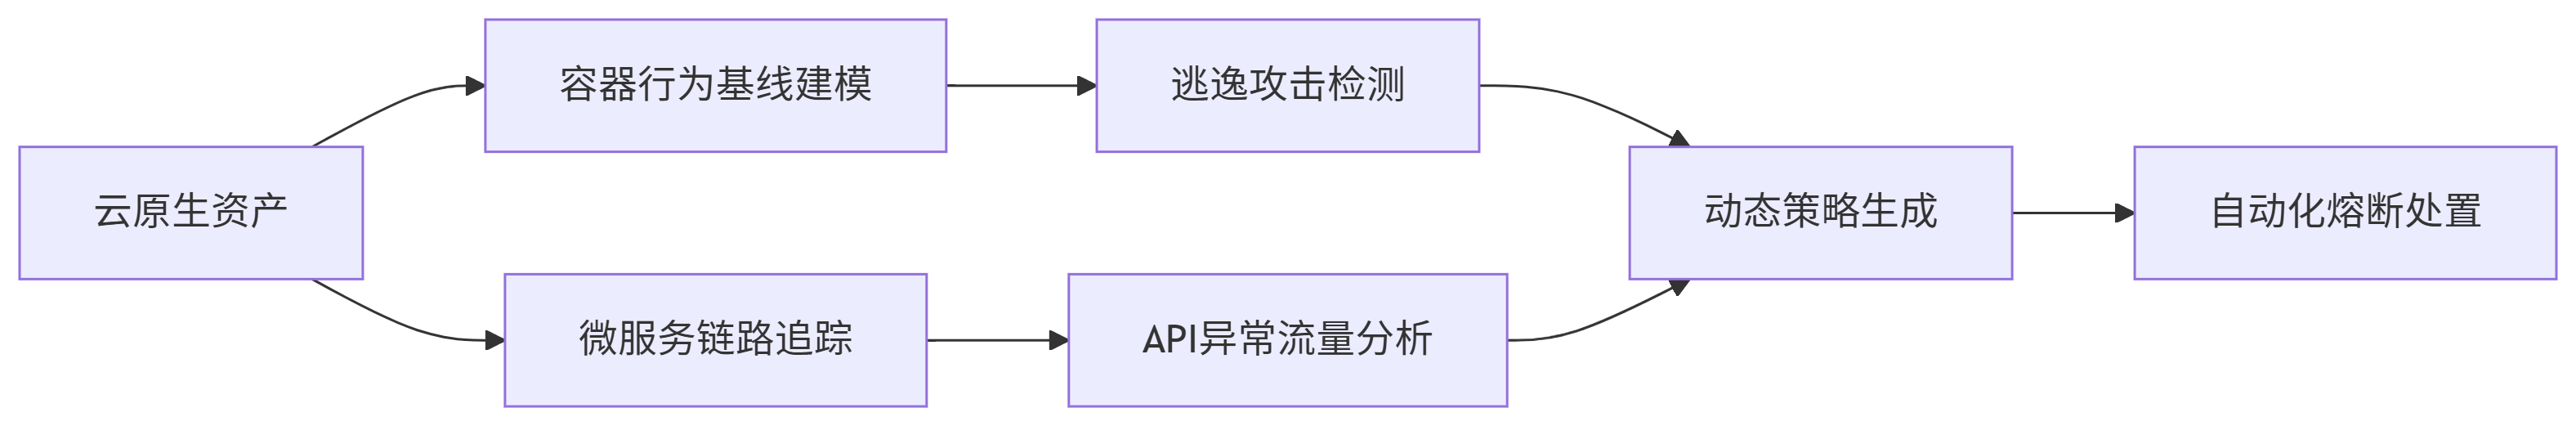 云原生资产
容器行为基线建模
逃逸攻击检测
微服务链路追踪
API异常流量分析
动态策略生成
自动化熔断处置